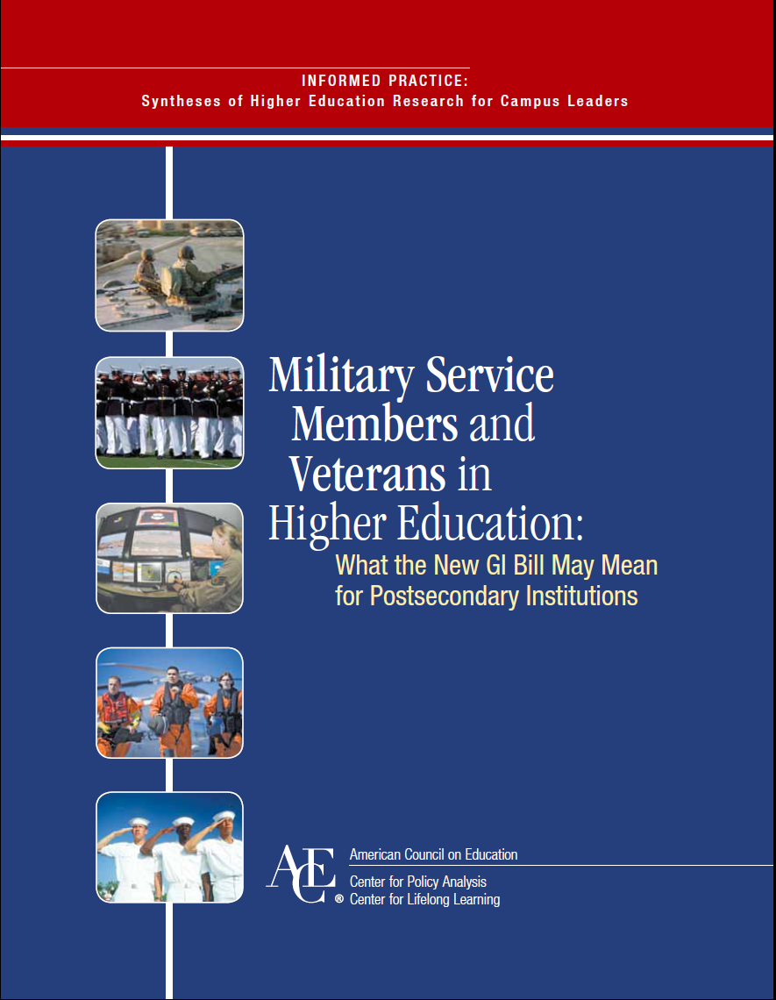 INFORMED PRACTICE:
Syntheses of Higher Education Research for Campus Leaders
Military Service
Members and
Veterans in
Higher Education:
What the New GI Bill May Mean
for Postsecondary Institutions
ACE®
American Council on Education
Center for Policy Analysis
Center for Lifelong Learning